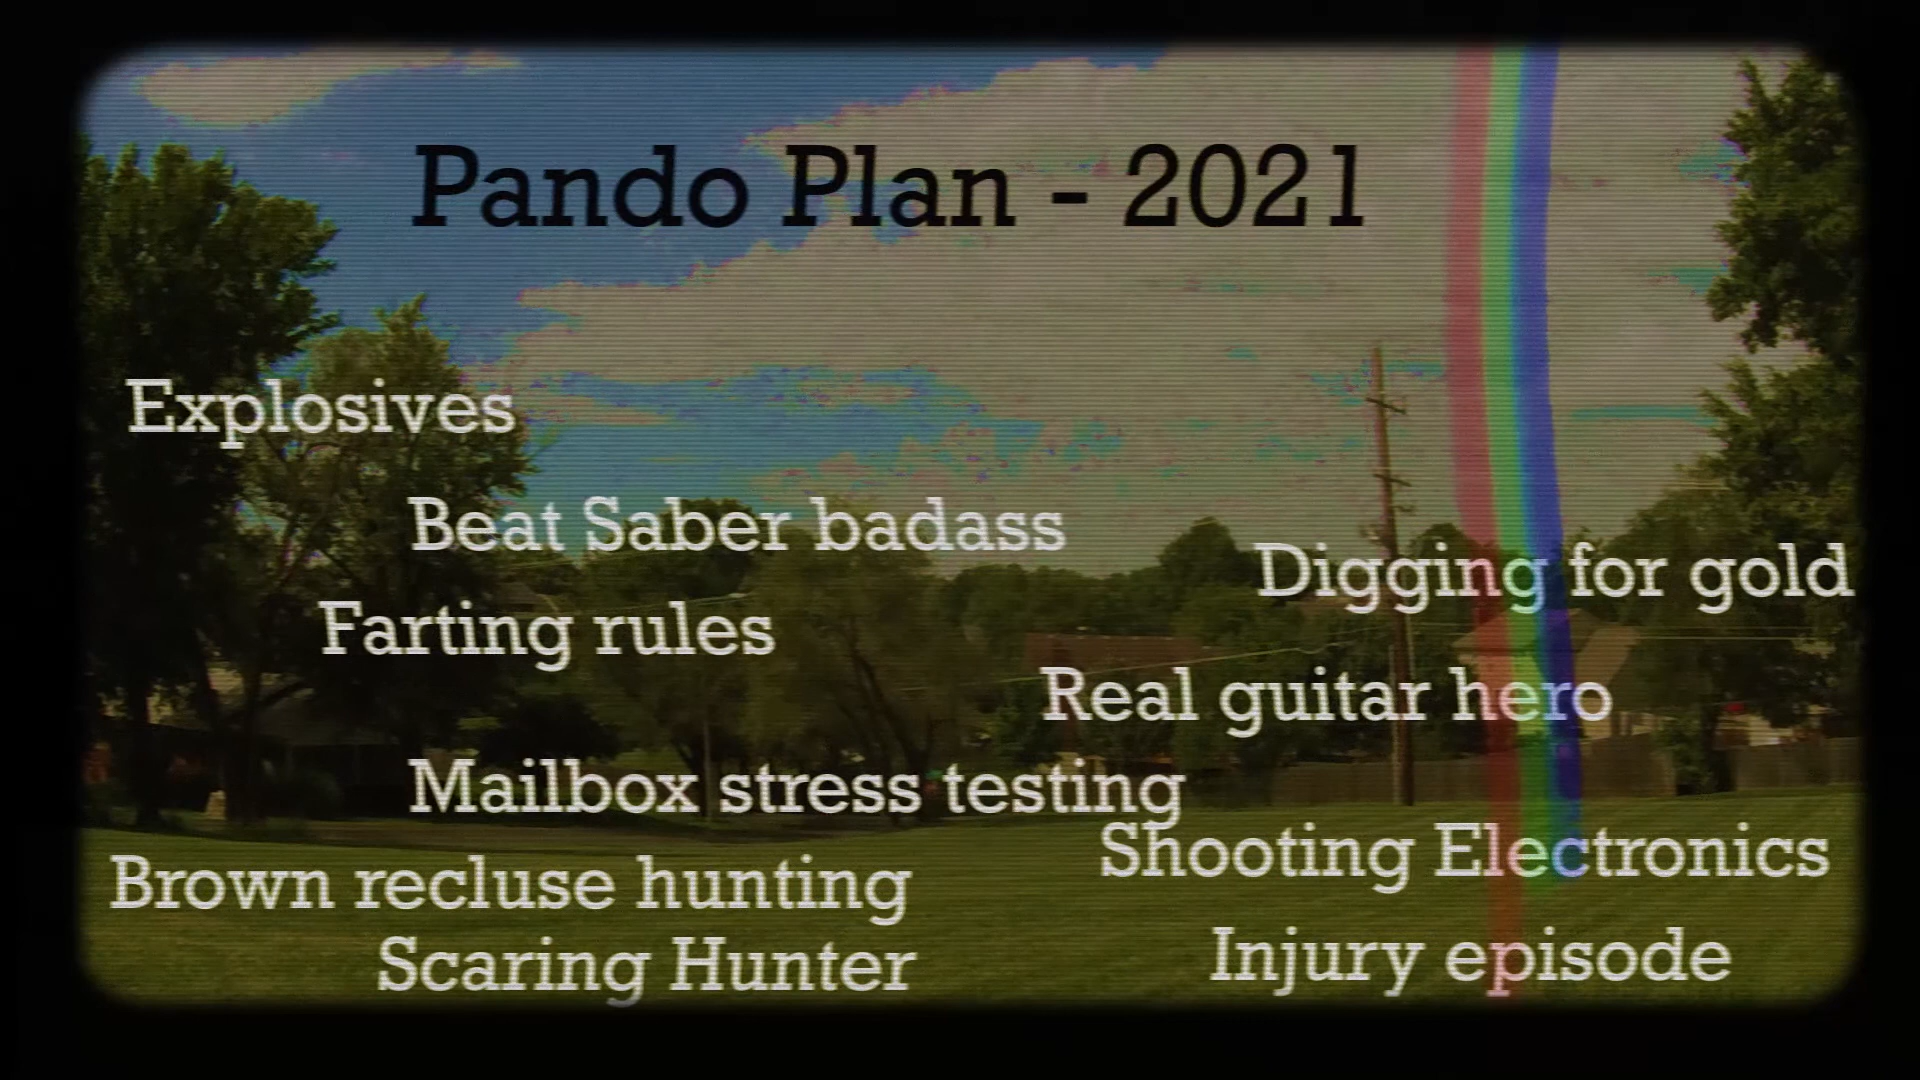 Pando Plan - 2021
Explosives
Beat Saber badass
Digging for gold
Farting rules
Real guitar hero
Mailbox stress testing
Shooting Electronics
Brown recluse hunting
Injury episode
Scaring Hunter